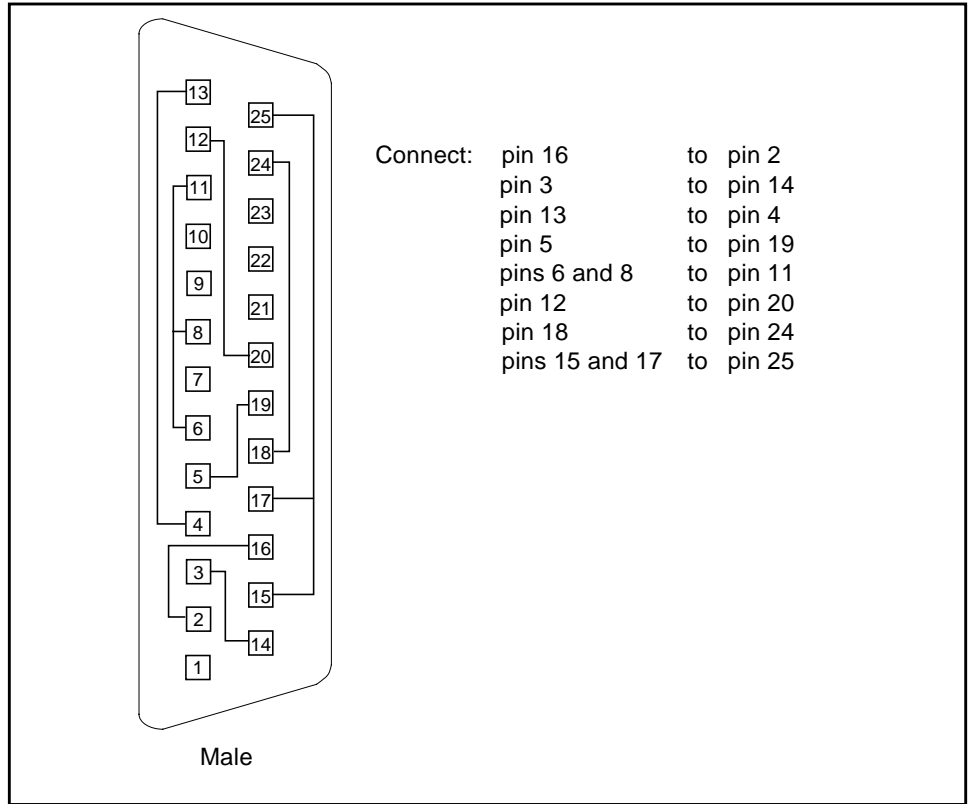 13
25
12
24
11
23
10
22
9
21
8
20
7
19
6
18
5
17
4
16
3
15
2
14
1
Male
Connect: pin 16 to pin 2
pin 3 to pin 14
pin 13 to pin 4
pin 5 to pin 19
pins 6 and 8 to pin 11
pin 12 to pin 20
pin 18 to pin 24
pins 15 and 17 to pin 25